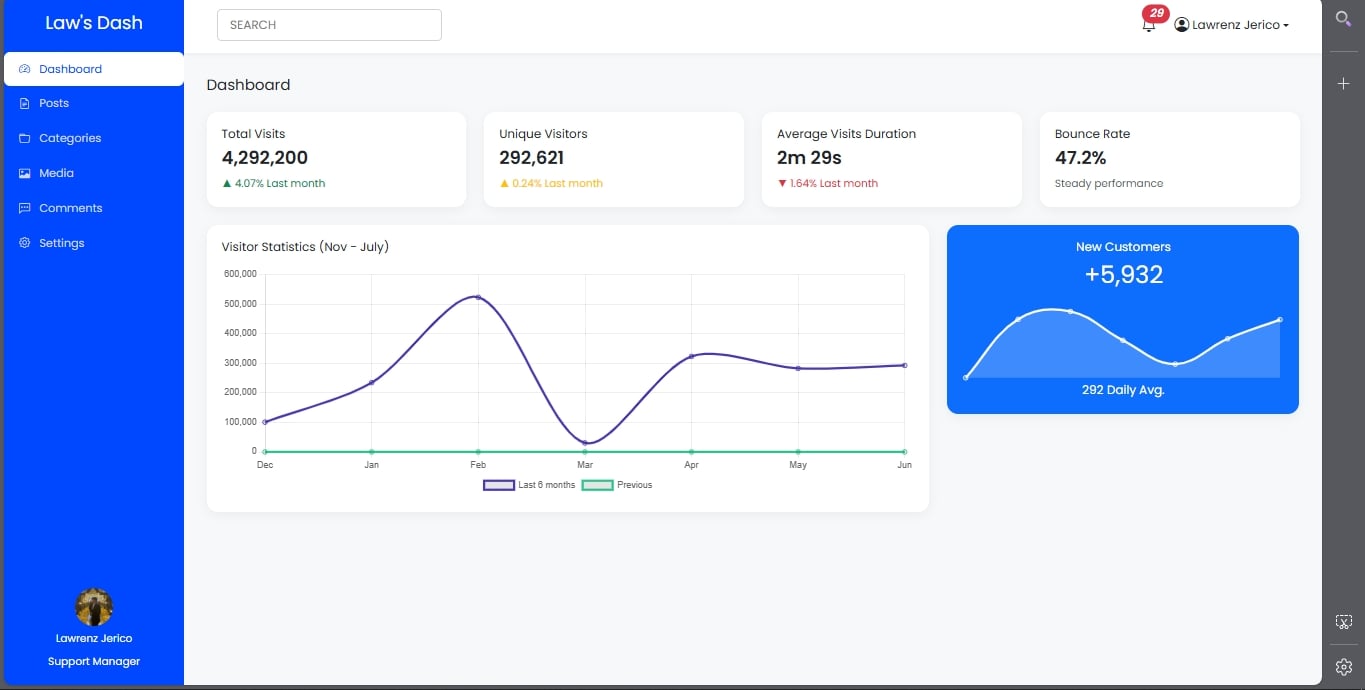 Law's Dash
SEARCH
29
Lawrenz Jerico
Dashboard
Posts
Categories
Media
Comments
Settings
Lawrenz Jerico
Support Manager
Dashboard
Total Visits
4,292,200
▲ 4.07% Last month
Unique Visitors
292,621
▲ 0.24% Last month
Average Visits Duration
2m 29s
▼ 1.64% Last month
Bounce Rate
47.2%
Steady performance
Visitor Statistics (Nov - July)
600,000
500,000
400,000
300,000
200,000
100,000
0
Dec Jan Feb Mar Apr May Jun
Last 6 months Previous
New Customers
+5,932
292 Daily Avg.